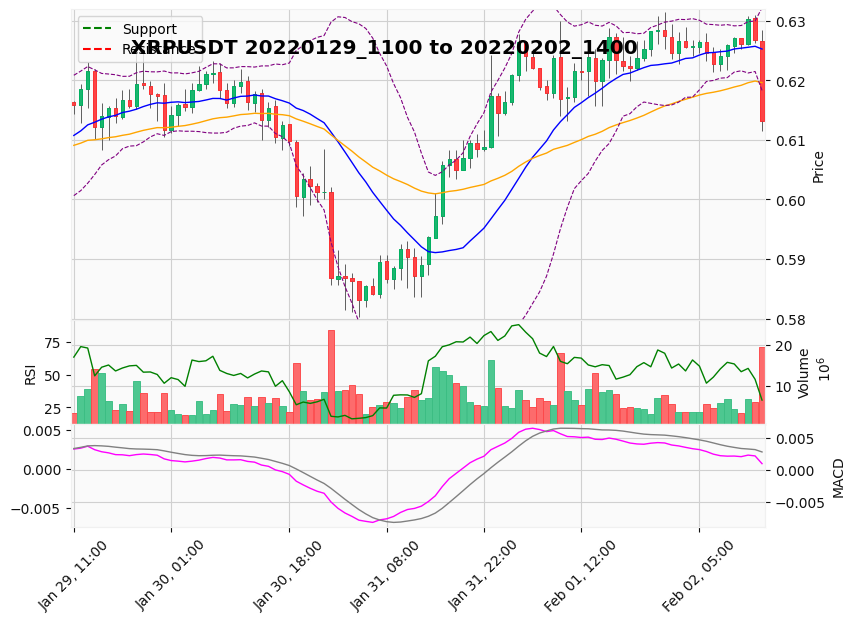 XRPUSDT 20220129_1100 to 20220202_1400
Support
Resistance
0.63
0.62
0.61
0.60
0.59
0.58
Price
75
50
25
RSI
20
10
Volume
10^6
0.005
0.000
−0.005
0.005
0.000
−0.005
MACD
Jan 29, 11:00
Jan 30, 01:00
Jan 30, 18:00
Jan 31, 08:00
Jan 31, 22:00
Feb 01, 12:00
Feb 02, 05:00